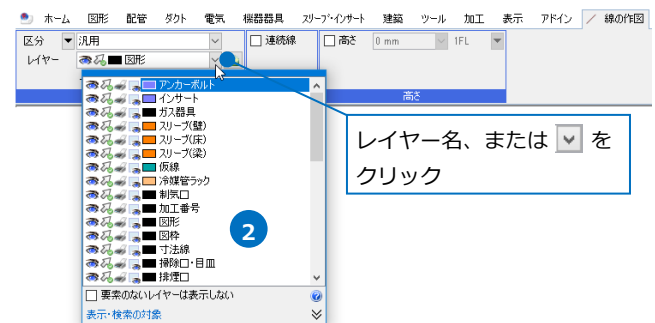 ホーム 図形 配管 ダクト 電気 機器器具 スリーブ・インサート 建築 ツール 加工 表示 アドイン 線の作図
区分 汎用 連続線 高さ 0 mm 1FL
レイヤー 図形
高さ
アンカーボルト
インサート
ガス器具
スリーブ(壁)
スリーブ(床)
スリーブ(梁)
仮線
冷媒管ラック
制気口
加工番号
図形
図枠
寸法線
掃除口・目皿
排煙口
要素のないレイヤーは表示しない
表示・検索の対象
レイヤー名、または を
クリック
2